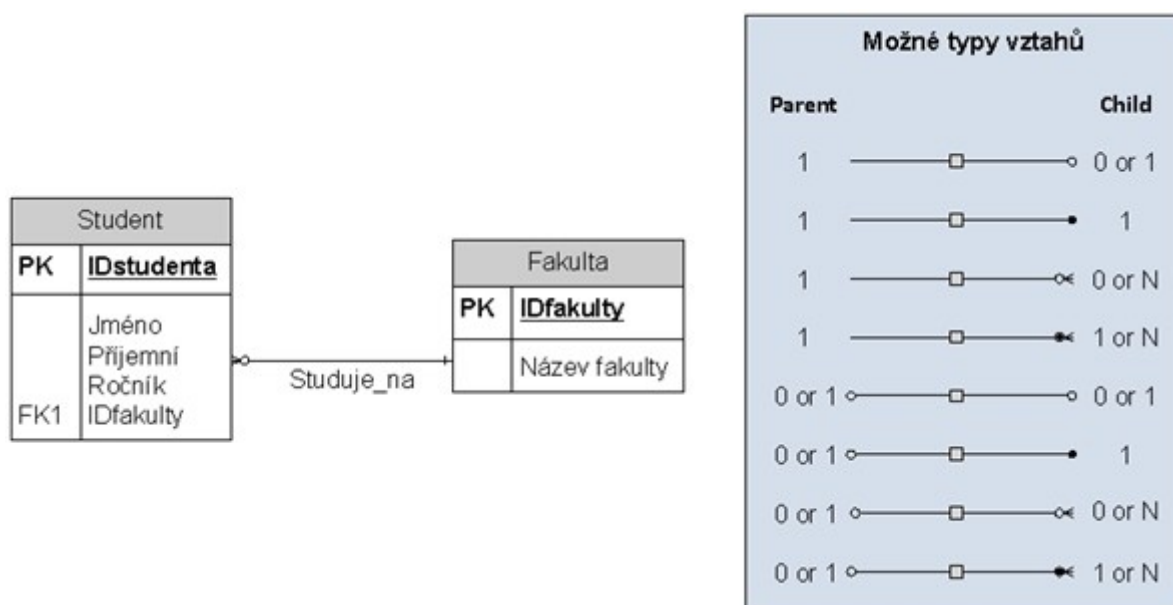 Student
PK IDstudenta
Jméno
Příjemní
Ročník
FK1 IDfakulty
Studuje_na
Fakulta
PK IDfakulty
Název fakulty
Možné typy vztahů
Parent Child
1 0 or 1
1 1
1 0 or N
1 1 or N
0 or 1 0 or 1
0 or 1 1
0 or 1 0 or N
0 or 1 1 or N